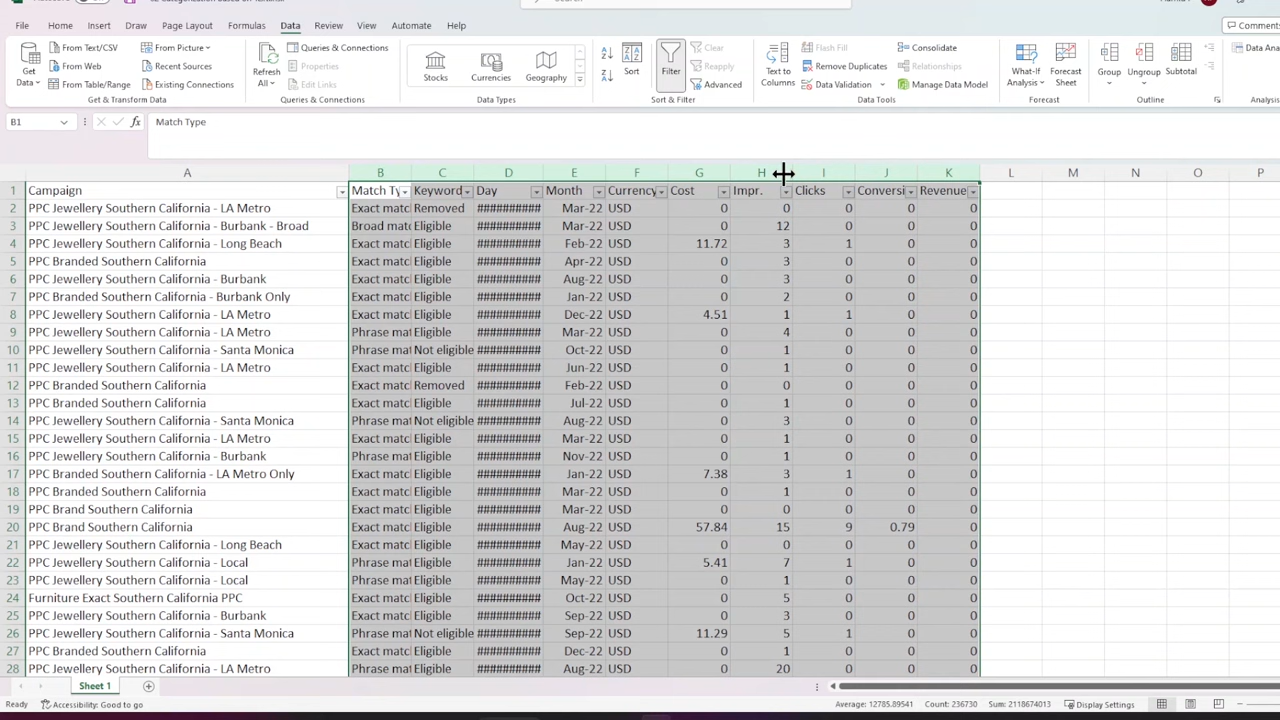 File Home Insert Draw Page Layout Formulas Data Review View Automate Help Comments
From Text/CSV From Picture Queries & Connections Clear Flash Fill Consolidate Data Ana
From Web Recent Sources Properties Reapply Remove Duplicates Relationships
From Table/Range Existing Connections Edit Links Advanced Data Validation Manage Data Model
Get Data Refresh All Stocks Currencies Geography Sort Filter Text to Columns What-If Analysis Forecast Sheet Group Ungroup Subtotal
Get & Transform Data Queries & Connections Data Types Sort & Filter Data Tools Forecast Outline Analysis
B1 fx Match Type
A B C D E F G H I J K L M N O P
1 Campaign Match Ty Keyword Day Month Currency Cost Impr. Clicks Conversi Revenue
2 PPC Jewellery Southern California - LA Metro Exact matc Removed ########## Mar-22 USD 0 0 0 0 0
3 PPC Jewellery Southern California - Burbank - Broad Broad matc Eligible ########## Mar-22 USD 0 12 0 0 0
4 PPC Jewellery Southern California - Long Beach Exact matc Eligible ########## Feb-22 USD 11.72 3 1 0 0
5 PPC Branded Southern California Exact matc Eligible ########## Apr-22 USD 0 3 0 0 0
6 PPC Jewellery Southern California - Burbank Exact matc Eligible ########## Aug-22 USD 0 3 0 0 0
7 PPC Branded Southern California - Burbank Only Exact matc Eligible ########## Jan-22 USD 0 2 0 0 0
8 PPC Jewellery Southern California - LA Metro Exact matc Eligible ########## Dec-22 USD 4.51 1 1 0 0
9 PPC Jewellery Southern California - LA Metro Phrase mat Eligible ########## Mar-22 USD 0 4 0 0 0
10 PPC Jewellery Southern California - Santa Monica Phrase mat Not eligible ########## Oct-22 USD 0 1 0 0 0
11 PPC Jewellery Southern California - LA Metro Exact matc Eligible ########## Jun-22 USD 0 1 0 0 0
12 PPC Branded Southern California Exact matc Removed ########## Feb-22 USD 0 0 0 0 0
13 PPC Branded Southern California Exact matc Eligible ########## Jul-22 USD 0 1 0 0 0
14 PPC Jewellery Southern California - Santa Monica Phrase mat Not eligible ########## Aug-22 USD 0 3 0 0 0
15 PPC Jewellery Southern California - LA Metro Exact matc Eligible ########## Mar-22 USD 0 1 0 0 0
16 PPC Jewellery Southern California - Burbank Phrase mat Eligible ########## Nov-22 USD 0 1 0 0 0
17 PPC Branded Southern California - LA Metro Only Exact matc Eligible ########## Jan-22 USD 7.38 3 1 0 0
18 PPC Branded Southern California Exact matc Eligible ########## Mar-22 USD 0 1 0 0 0
19 PPC Brand Southern California Exact matc Eligible ########## Mar-22 USD 0 0 0 0 0
20 PPC Brand Southern California Exact matc Eligible ########## Aug-22 USD 57.84 15 9 0.79 0
21 PPC Jewellery Southern California - Long Beach Exact matc Eligible ########## May-22 USD 0 0 0 0 0
22 PPC Jewellery Southern California - Local Phrase mat Eligible ########## Jan-22 USD 5.41 7 1 0 0
23 PPC Jewellery Southern California - Local Phrase mat Eligible ########## May-22 USD 0 1 0 0 0
24 Furniture Exact Southern California PPC Exact matc Eligible ########## Oct-22 USD 0 5 0 0 0
25 PPC Jewellery Southern California - Burbank Exact matc Eligible ########## Sep-22 USD 0 3 0 0 0
26 PPC Jewellery Southern California - Santa Monica Phrase mat Not eligible ########## Sep-22 USD 11.29 5 1 0 0
27 PPC Branded Southern California Exact matc Eligible ########## Dec-22 USD 0 1 0 0 0
28 PPC Jewellery Southern California - LA Metro Phrase mat Eligible ########## Aug-22 USD 0 20 0 0 0
Sheet 1
Ready Accessibility: Good to go Average: 12785.89541 Count: 236730 Sum: 2118674013 Display Settings